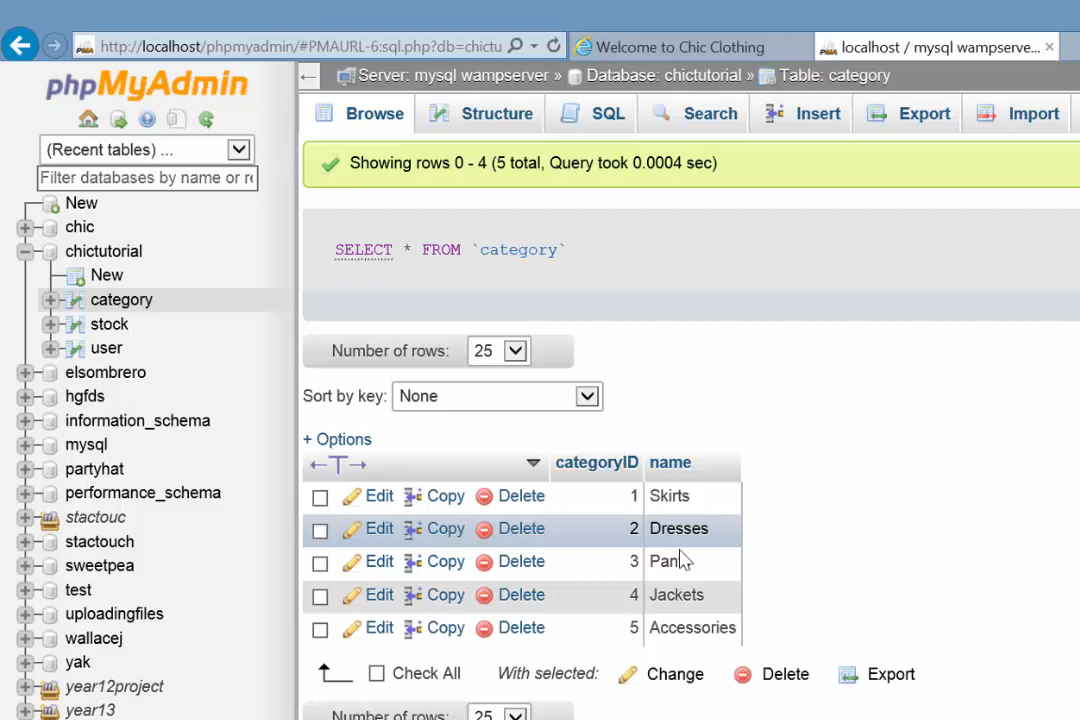 http://localhost/phpmyadmin/#PMAURL-6:sql.php?db=chictu
Welcome to Chic Clothing
localhost / mysql wampserve...
phpMyAdmin
Server: mysql wampserver » Database: chictutorial » Table: category
Browse Structure SQL Search Insert Export Import
(Recent tables) ...
Filter databases by name or re
New
chic
chictutorial
New
category
stock
user
elsombrero
hgfds
information_schema
mysql
partyhat
performance_schema
stactouc
stactouch
sweetpea
test
uploadingfiles
wallacej
yak
year12project
year13
Showing rows 0 - 4 (5 total, Query took 0.0004 sec)
SELECT * FROM `category`
Number of rows: 25
Sort by key: None
+ Options
categoryID name
Edit Copy Delete 1 Skirts
Edit Copy Delete 2 Dresses
Edit Copy Delete 3
Edit Copy Delete 4 Jackets
Edit Copy Delete 5 Accessories
Check All With selected: Change Delete Export
Number of rows: 25